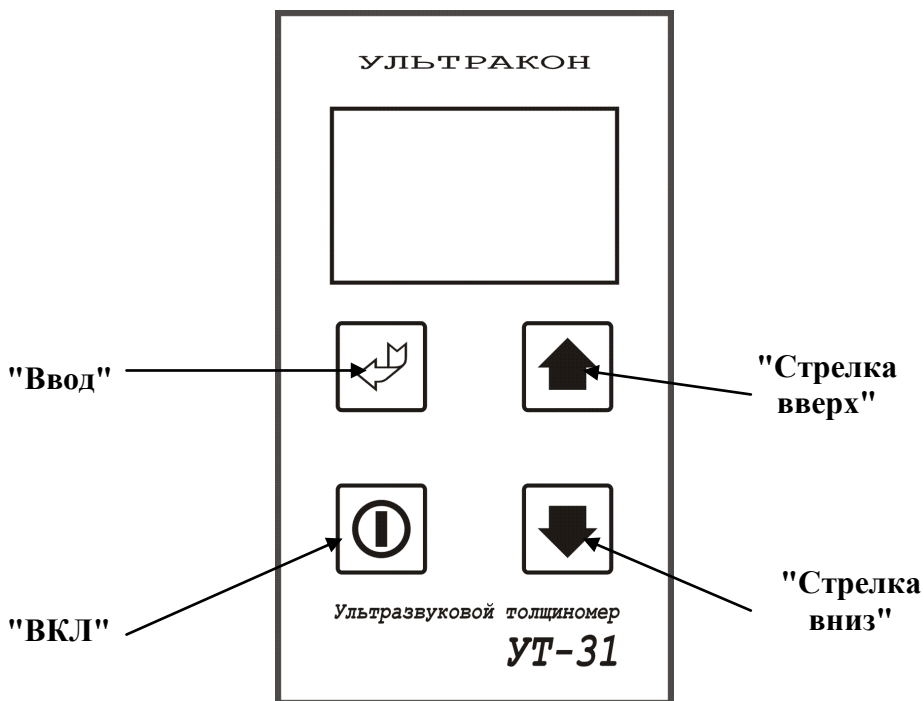 УЛЬТРАКОН
"Ввод"
"Стрелка
вверх"
"ВКЛ"
"Стрелка
вниз"
Ультразвуковой толщиномер
УТ-31